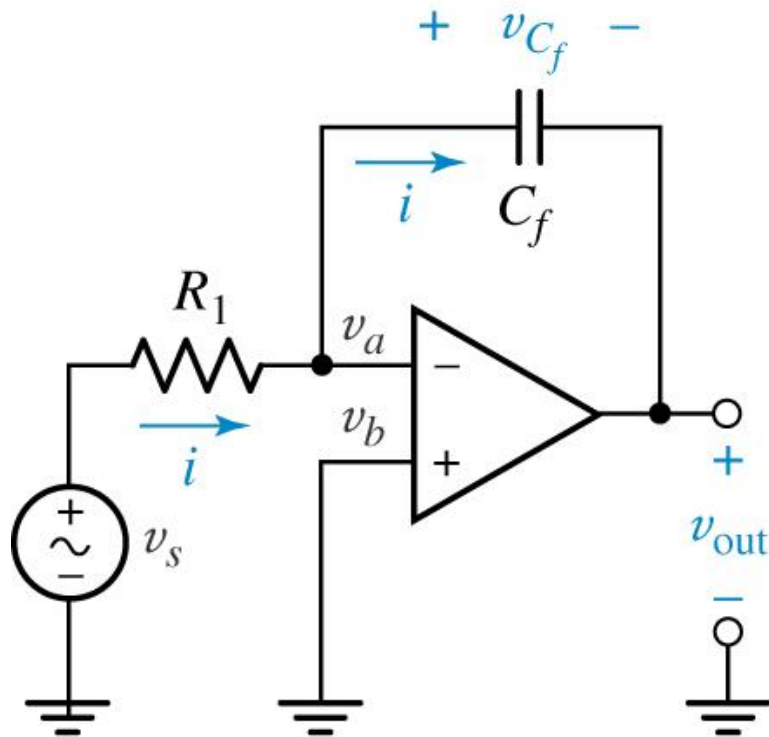 + v_{C_f} −
i
C_f
R_1
v_a
−
i
v_b
+
+
+
−
v_s
v_out
−